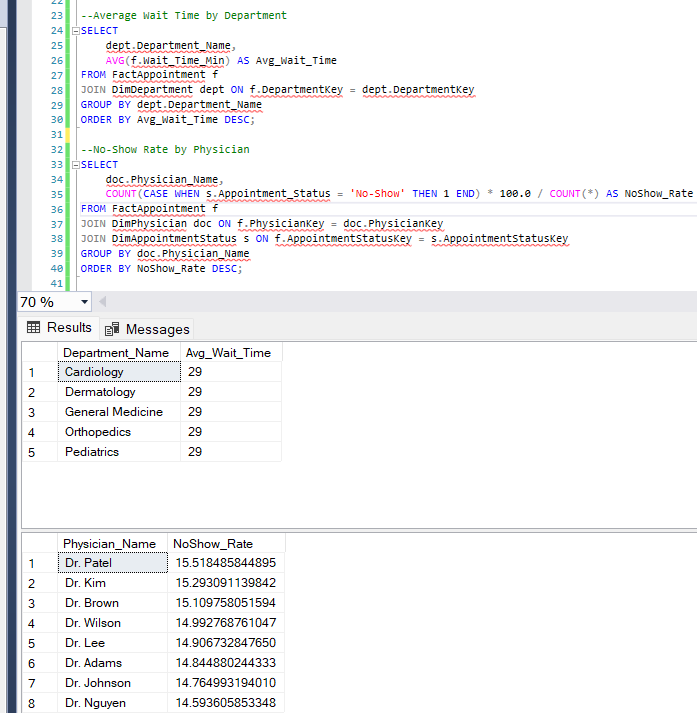 22
23 --Average Wait Time by Department
24 SELECT
25 dept.Department_Name,
26 AVG(f.Wait_Time_Min) AS Avg_Wait_Time
27 FROM FactAppointment f
28 JOIN DimDepartment dept ON f.DepartmentKey = dept.DepartmentKey
29 GROUP BY dept.Department_Name
30 ORDER BY Avg_Wait_Time DESC;
31
32 --No-Show Rate by Physician
33 SELECT
34 doc.Physician_Name,
35 COUNT(CASE WHEN s.Appointment_Status = 'No-Show' THEN 1 END) * 100.0 / COUNT(*) AS NoShow_Rate
36 FROM FactAppointment f
37 JOIN DimPhysician doc ON f.PhysicianKey = doc.PhysicianKey
38 JOIN DimAppointmentStatus s ON f.AppointmentStatusKey = s.AppointmentStatusKey
39 GROUP BY doc.Physician_Name
40 ORDER BY NoShow_Rate DESC;
41
70 %
Results Messages
Department_Name Avg_Wait_Time
1 Cardiology 29
2 Dermatology 29
3 General Medicine 29
4 Orthopedics 29
5 Pediatrics 29
Physician_Name NoShow_Rate
1 Dr. Patel 15.518485844895
2 Dr. Kim 15.293091139842
3 Dr. Brown 15.109758051594
4 Dr. Wilson 14.992768761047
5 Dr. Lee 14.906732847650
6 Dr. Adams 14.844880244333
7 Dr. Johnson 14.764993194010
8 Dr. Nguyen 14.593605853348